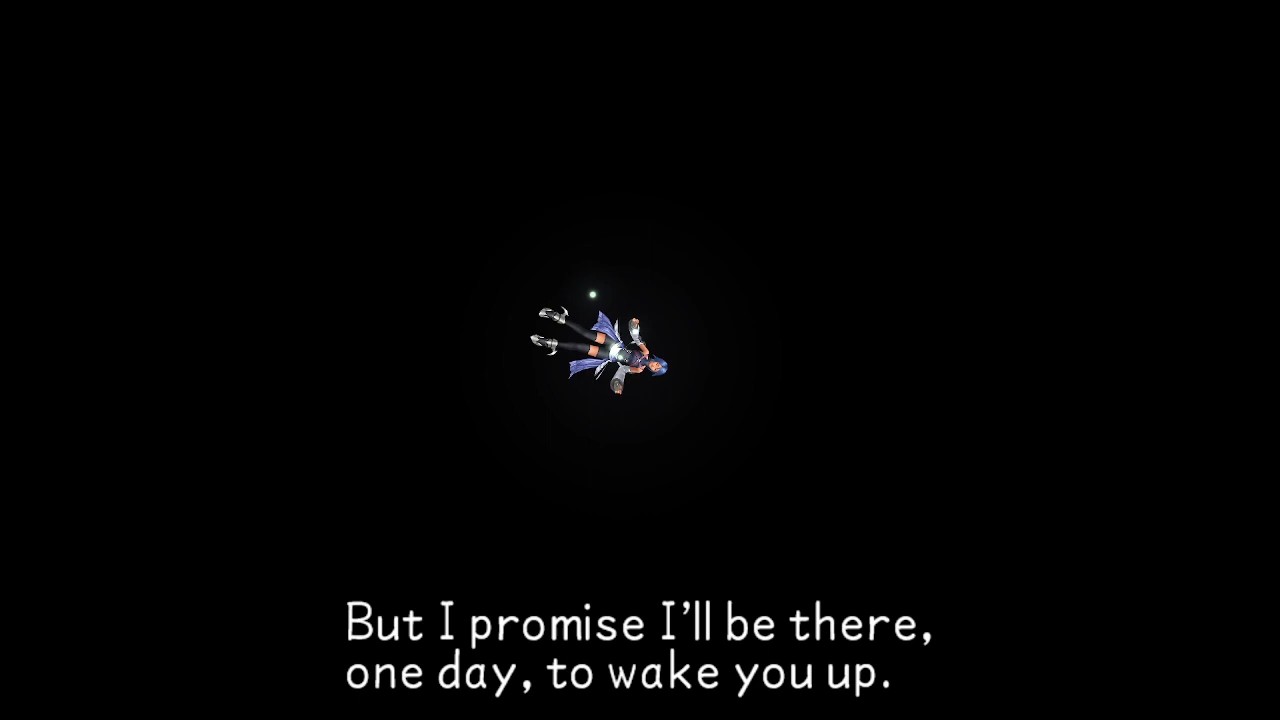 But I promise I'll be there,
one day, to wake you up.